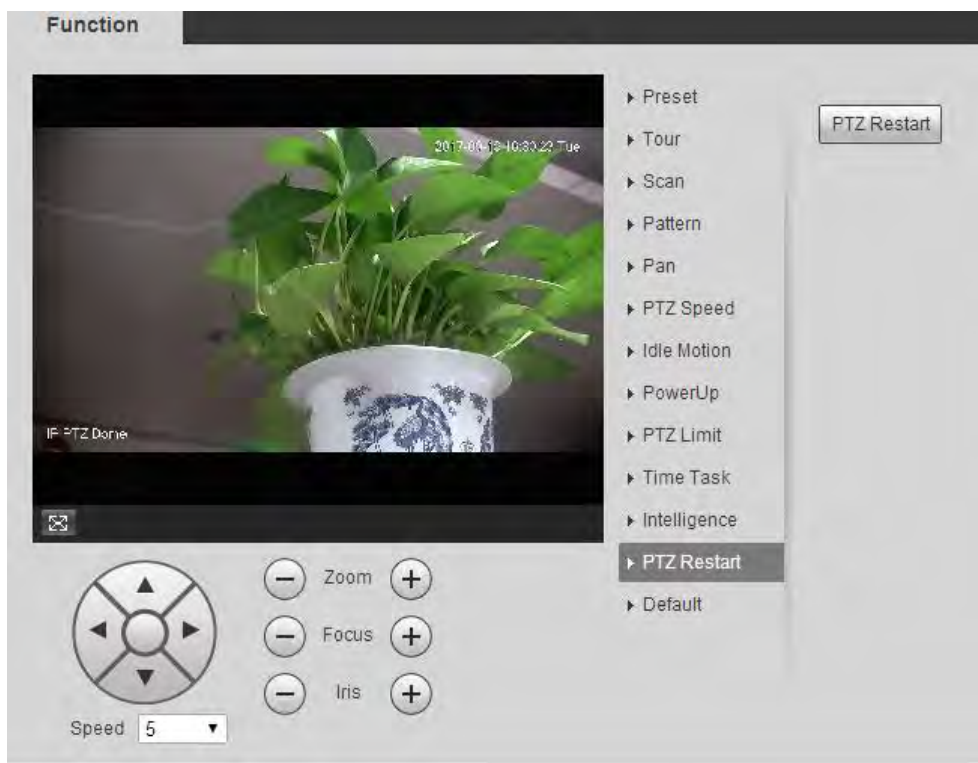 Function
IP PTZ Dome
Zoom
Focus
Iris
Speed 5
Preset
Tour
Scan
Pattern
Pan
PTZ Speed
Idle Motion
PowerUp
PTZ Limit
Time Task
Intelligence
PTZ Restart
Default
PTZ Restart